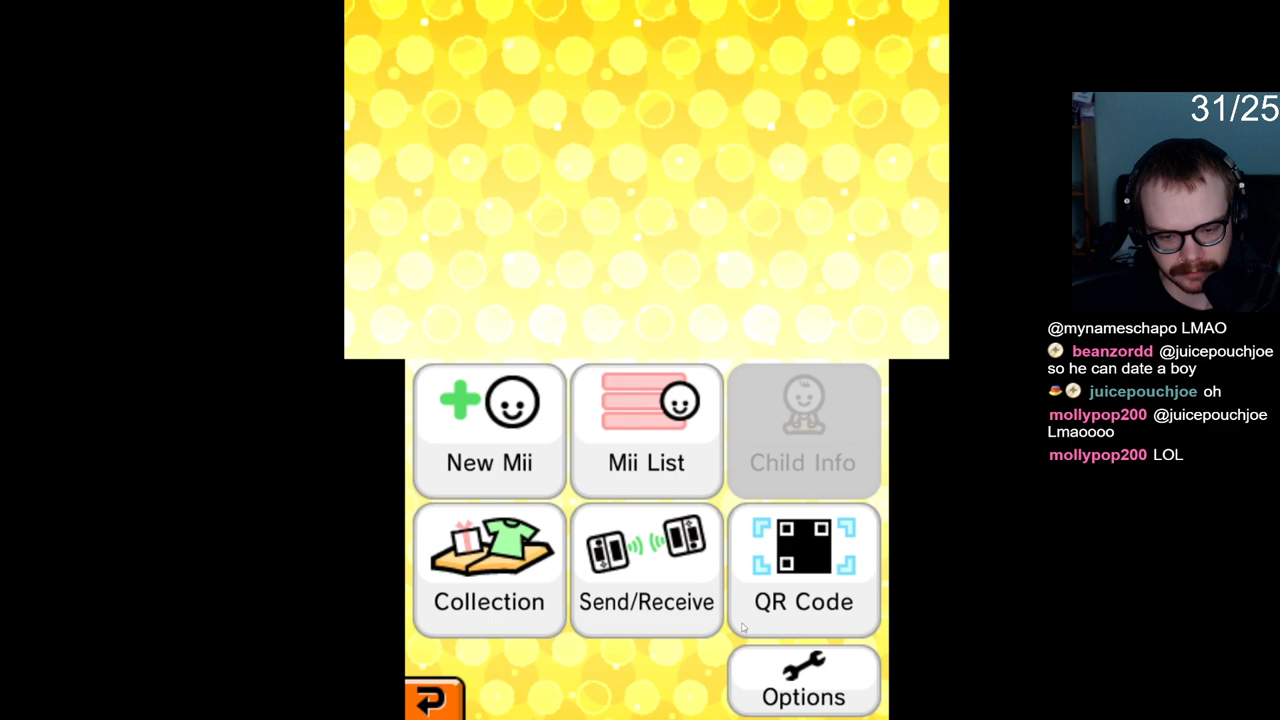 31/25
@mynameschapo LMAO
beanzordd @juicepouchjoe
so he can date a boy
juicepouchjoe oh
mollypop200 @juicepouchjoe
Lmaoooo
mollypop200 LOL
New Mii
Mii List
Child Info
Collection
Send/Receive
QR Code
Options